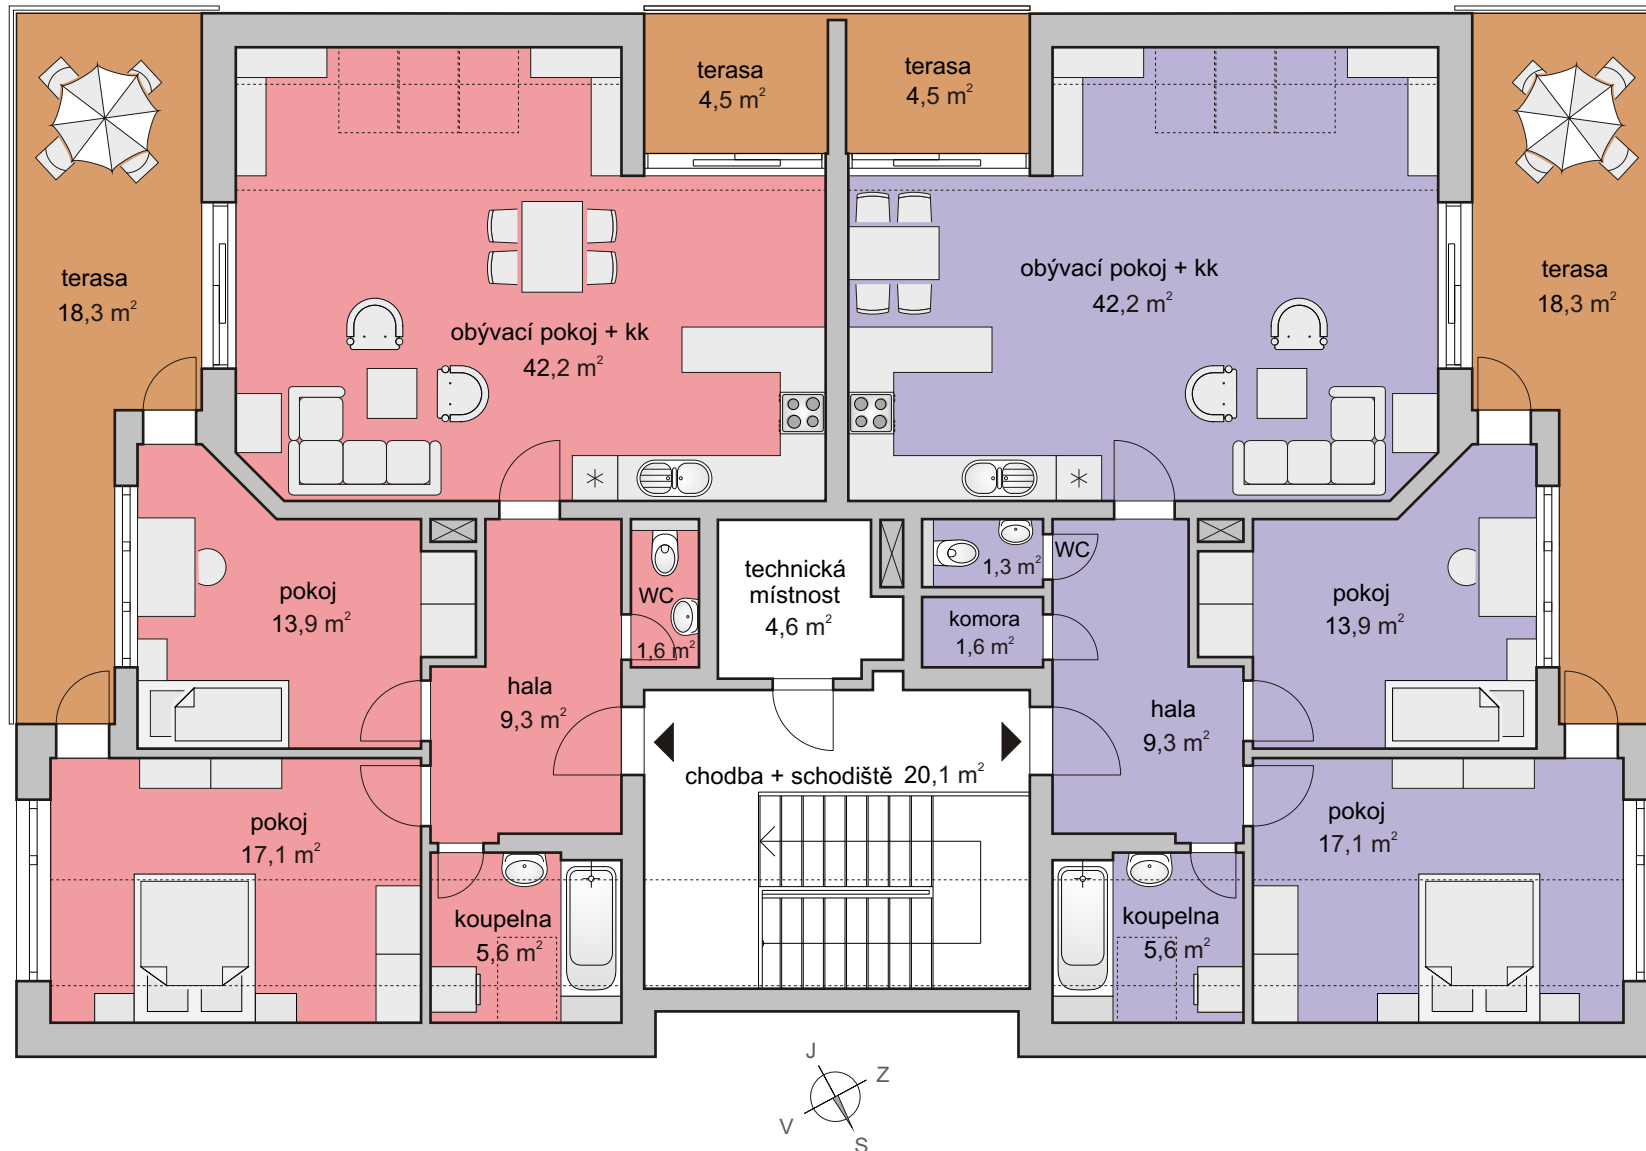 terasa
4,5 m²
terasa
4,5 m²
terasa
18,3 m²
obývací pokoj + kk
42,2 m²
obývací pokoj + kk
42,2 m²
terasa
18,3 m²
pokoj
13,9 m²
WC
1,6 m²
technická
místnost
4,6 m²
1,3 m²
WC
komora
1,6 m²
pokoj
13,9 m²
hala
9,3 m²
hala
9,3 m²
chodba + schodiště 20,1 m²
pokoj
17,1 m²
koupelna
5,6 m²
koupelna
5,6 m²
pokoj
17,1 m²
J
Z
V
S